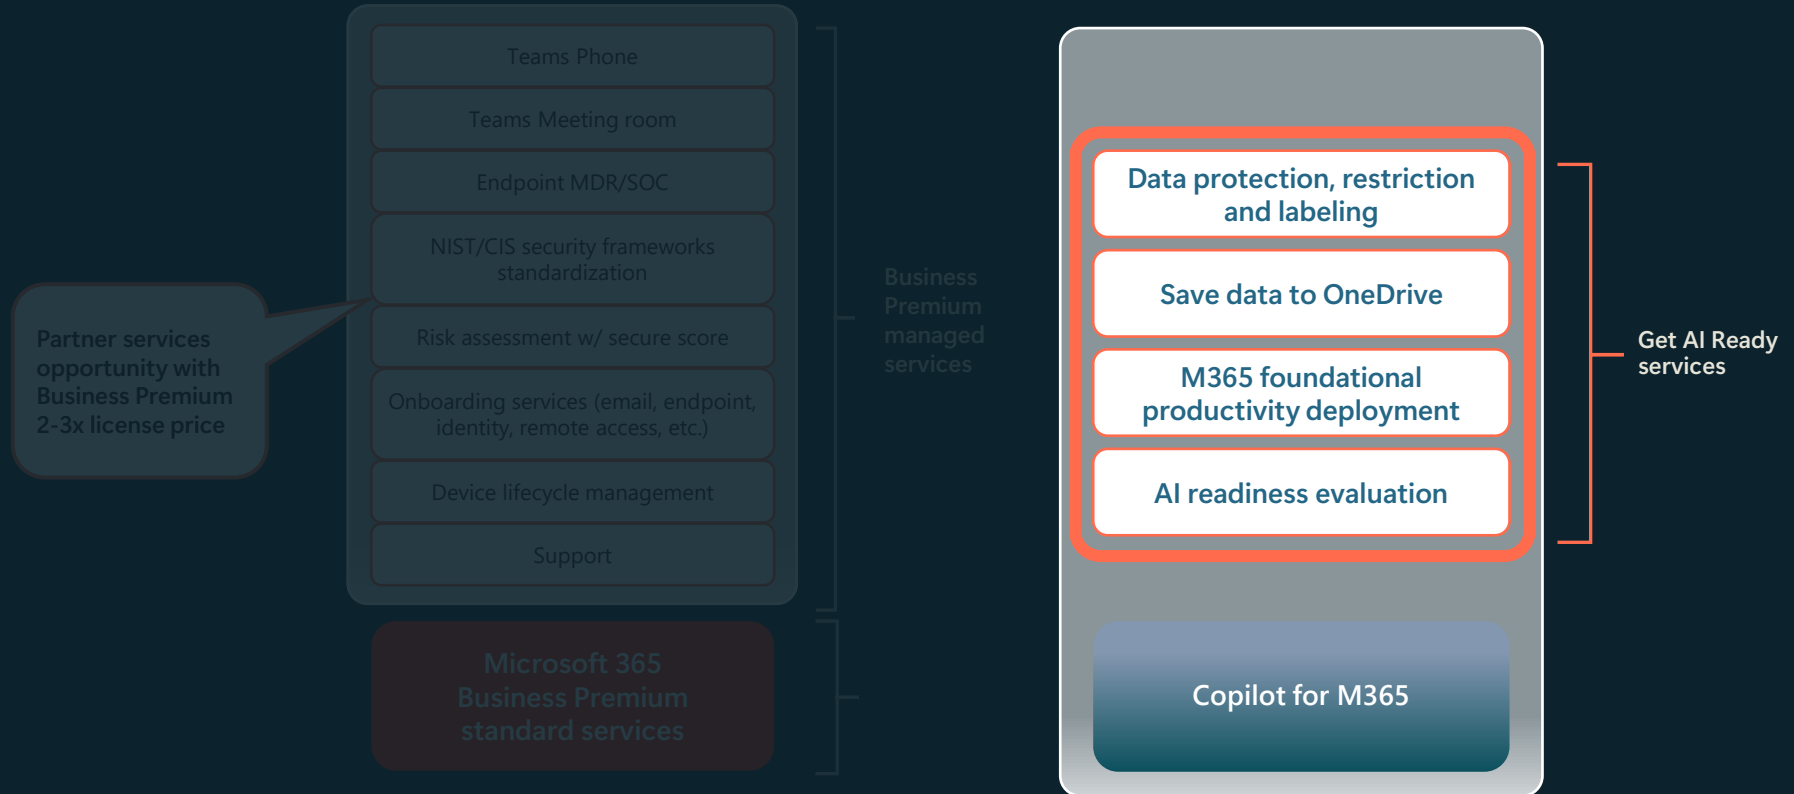 Teams Phone
Teams Meeting room
Endpoint MDR/SOC
NIST/CIS security frameworks
standardization
Risk assessment w/ secure score
Onboarding services (email, endpoint,
identity, remote access, etc.)
Device lifecycle management
Support
Partner services
opportunity with
Business Premium
2-3x license price
Business
Premium
managed
services
Microsoft 365
Business Premium
standard services
Data protection, restriction
and labeling
Save data to OneDrive
M365 foundational
productivity deployment
AI readiness evaluation
Get AI Ready
services
Copilot for M365